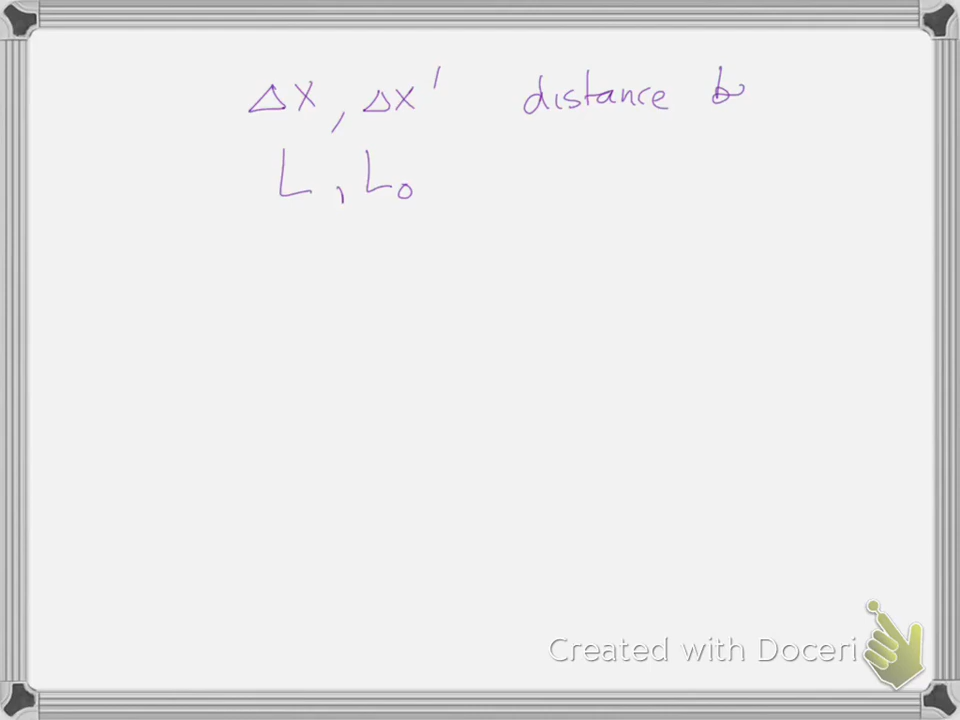 Δx, Δx' distance b
L, L₀
Created with Doceri